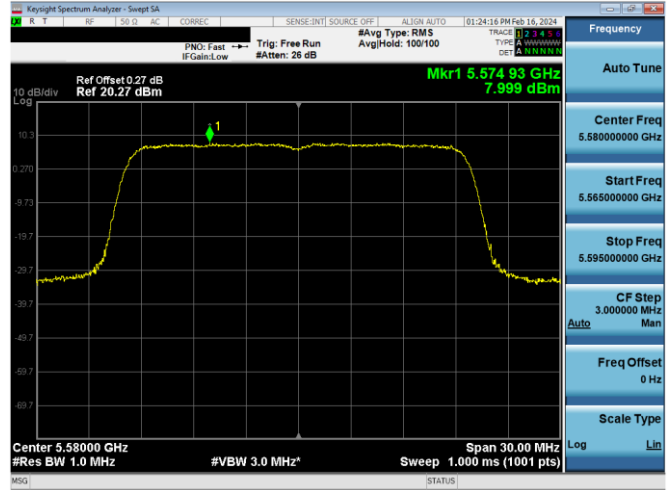 Keysight Spectrum Analyzer - Swept SA
LXI R T RF 50 Ω AC CORREC SENSE:INT SOURCE OFF ALIGN AUTO 01:24:16 PM Feb 16, 2024
PNO: Fast
IFGain:Low
Trig: Free Run
#Atten: 26 dB
#Avg Type: RMS
Avg|Hold: 100/100
TRACE 1 2 3 4 5 6
TYPE A WWWWW
DET A NNNNN
Ref Offset 0.27 dB
10 dB/div Ref 20.27 dBm
Log
Mkr1 5.574 93 GHz
7.999 dBm
1
10.3
0.270
-9.73
-19.7
-29.7
-39.7
-49.7
-59.7
-69.7
Center 5.58000 GHz Span 30.00 MHz
#Res BW 1.0 MHz #VBW 3.0 MHz* Sweep 1.000 ms (1001 pts)
MSG STATUS
Frequency
Auto Tune
Center Freq
5.580000000 GHz
Start Freq
5.565000000 GHz
Stop Freq
5.595000000 GHz
CF Step
3.000000 MHz
Auto Man
Freq Offset
0 Hz
Scale Type
Log Lin